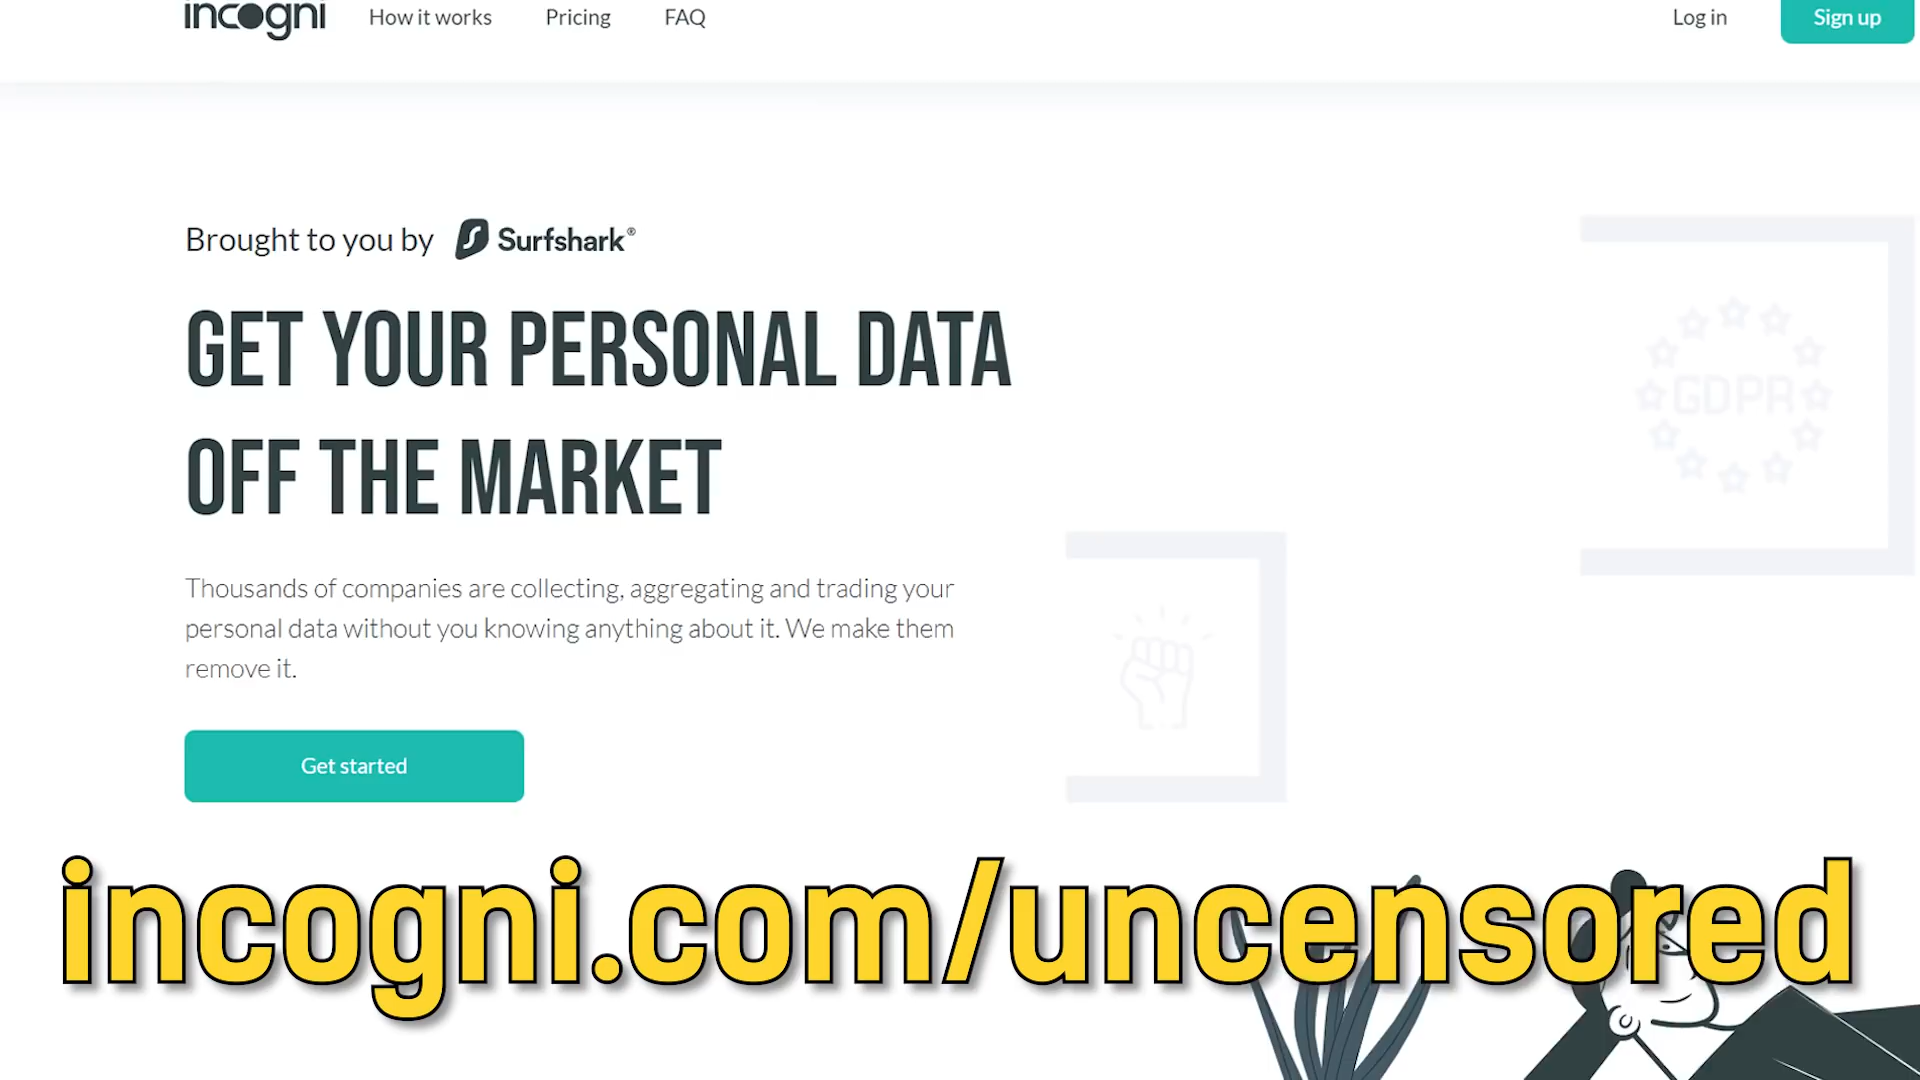 incogni How it works Pricing FAQ Log in Sign up
Brought to you by Surfshark®
GET YOUR PERSONAL DATA
OFF THE MARKET
GDPR
Thousands of companies are collecting, aggregating and trading your
personal data without you knowing anything about it. We make them
remove it.
Get started
incogni.com/uncensored